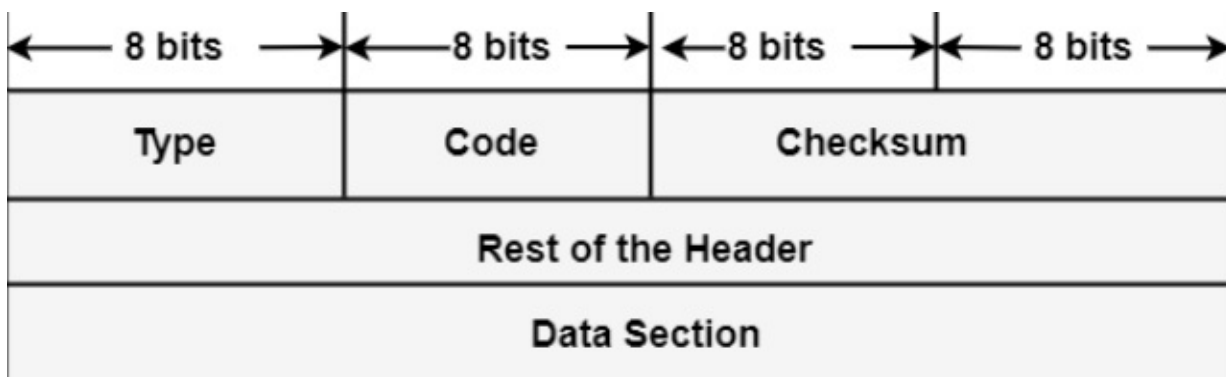 8 bits 8 bits 8 bits 8 bits
Type Code Checksum
Rest of the Header
Data Section